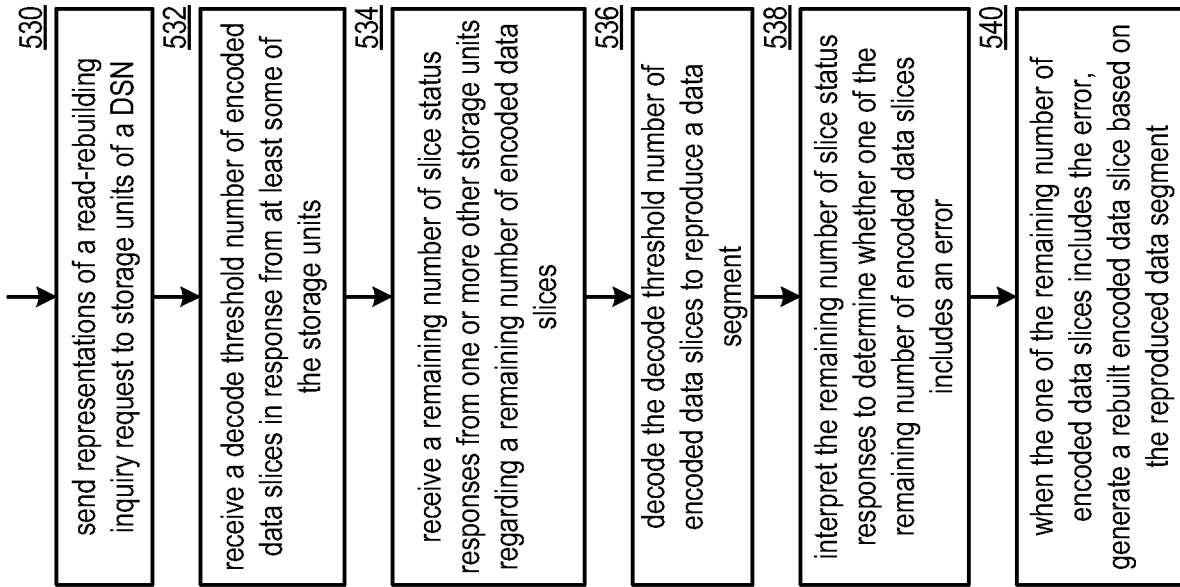 530
send representations of a read-rebuilding
inquiry request to storage units of a DSN
532
receive a decode threshold number of encoded
data slices in response from at least some of
the storage units
534
receive a remaining number of slice status
responses from one or more other storage units
regarding a remaining number of encoded data
slices
536
decode the decode threshold number of
encoded data slices to reproduce a data
segment
538
interpret the remaining number of slice status
responses to determine whether one of the
remaining number of encoded data slices
includes an error
540
when the one of the remaining number of
encoded data slices includes the error,
generate a rebuilt encoded data slice based on
the reproduced data segment